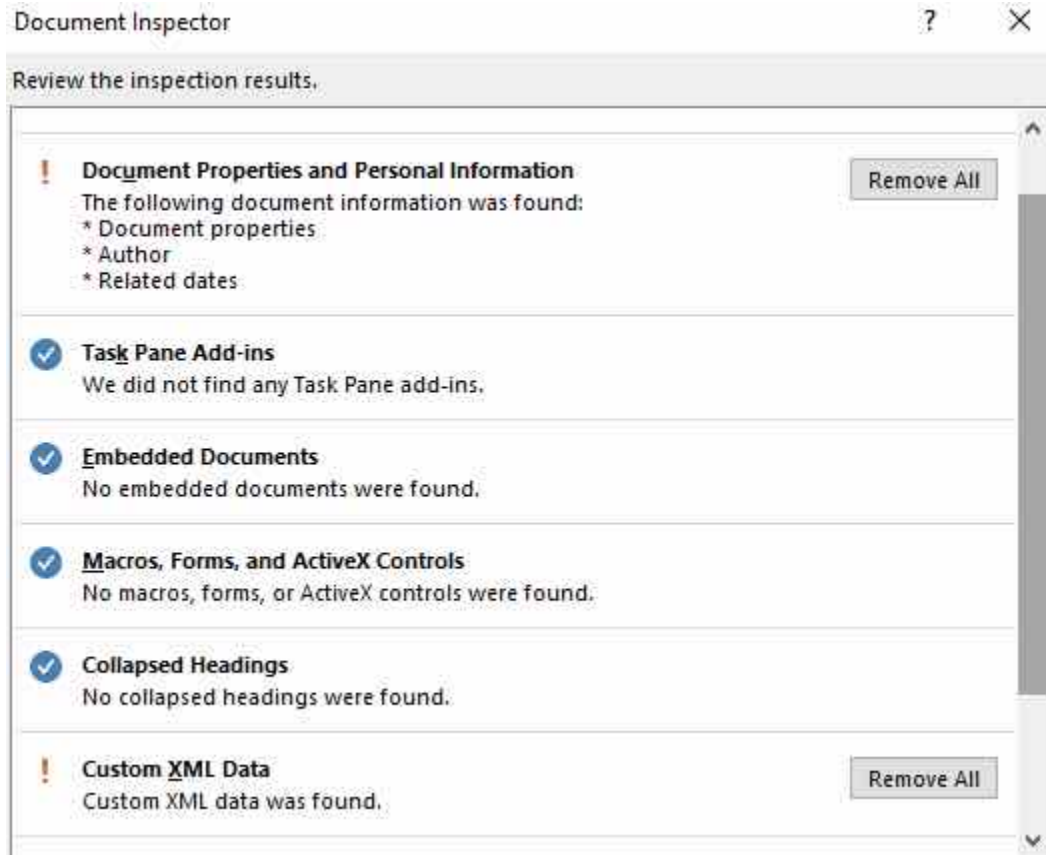 Document Inspector ? ✕
Review the inspection results.
! Document Properties and Personal Information Remove All
The following document information was found:
* Document properties
* Author
* Related dates
Task Pane Add-ins
We did not find any Task Pane add-ins.
Embedded Documents
No embedded documents were found.
Macros, Forms, and ActiveX Controls
No macros, forms, or ActiveX controls were found.
Collapsed Headings
No collapsed headings were found.
! Custom XML Data Remove All
Custom XML data was found.